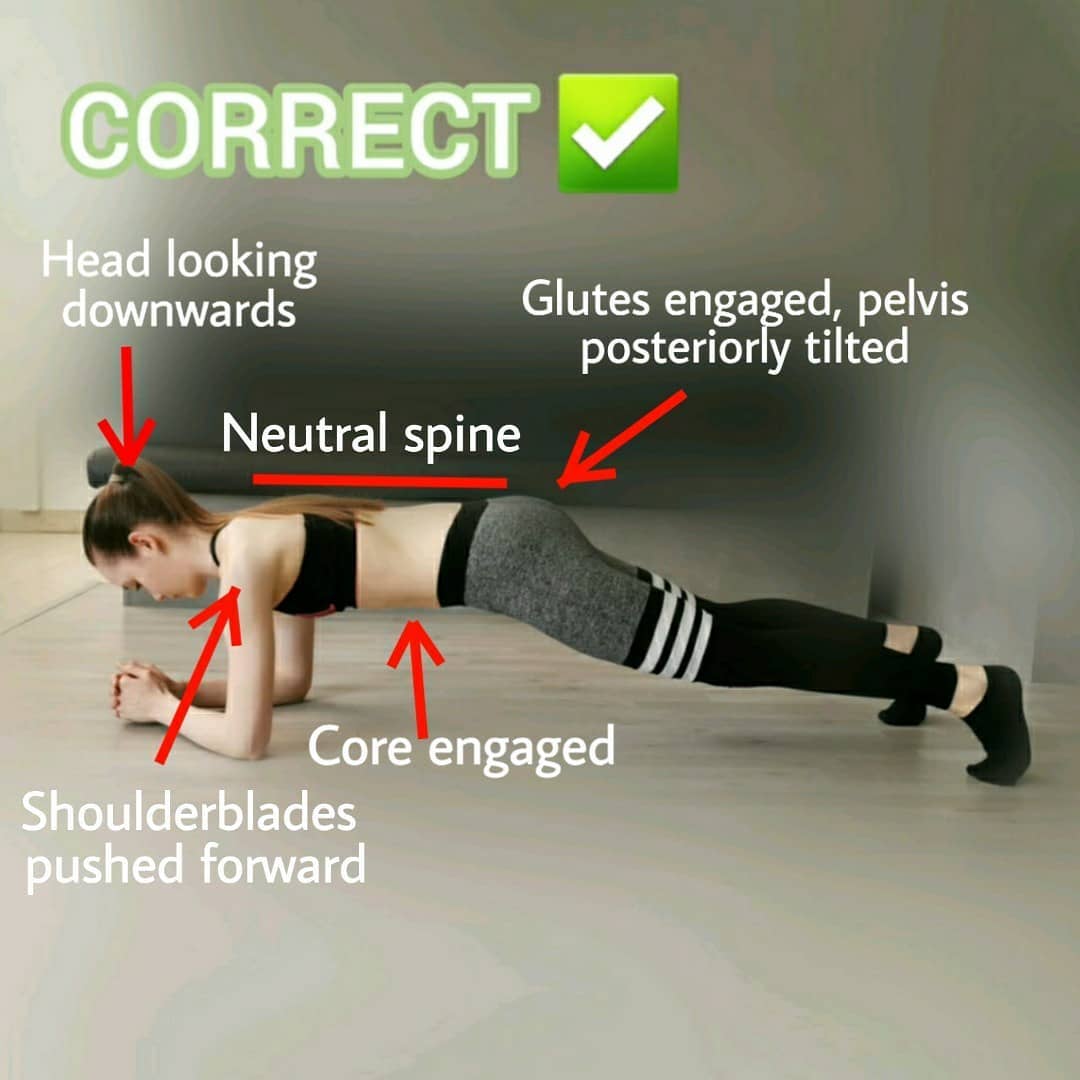 CORRECT ✅
Head looking
downwards
Glutes engaged, pelvis
posteriorly tilted
Neutral spine
Core engaged
Shoulderblades
pushed forward